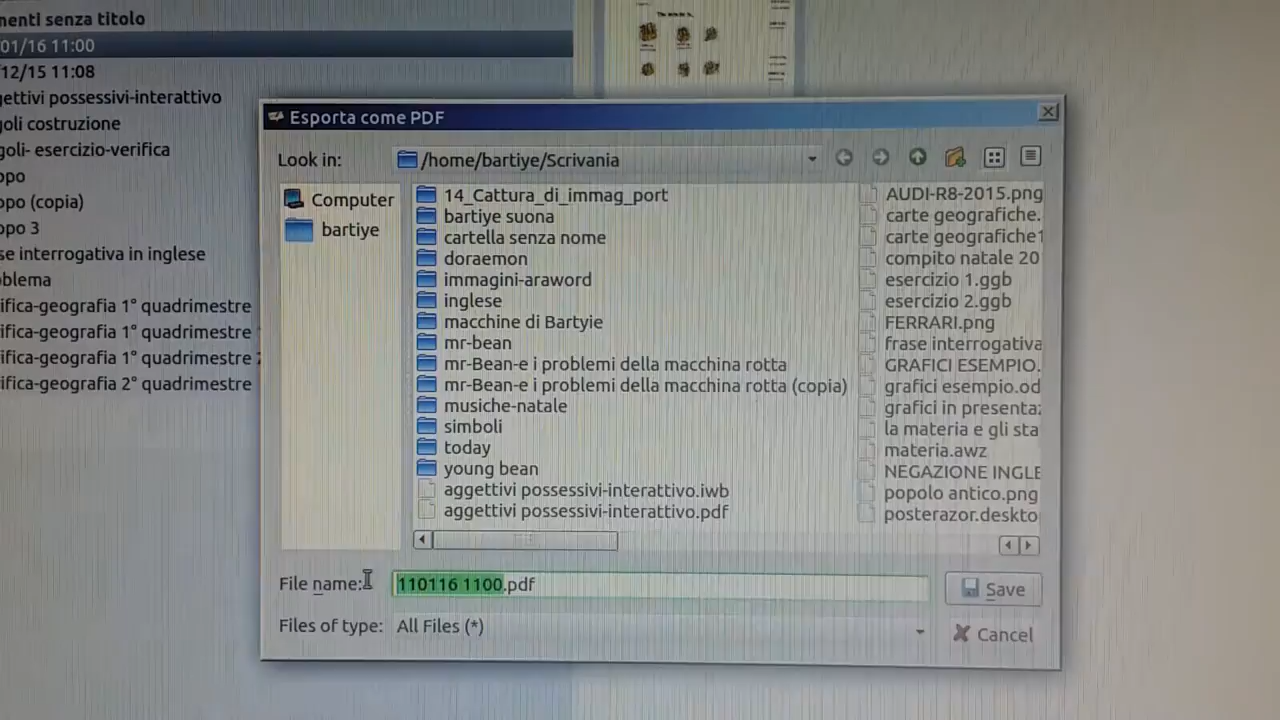 menti senza titolo
01/16 11:00
12/15 11:08
gettivi possessivi-interattivo
goli costruzione
goli- esercizio-verifica
opo
opo (copia)
opo 3
se interrogativa in inglese
blema
ifica-geografia 1° quadrimestre
ifica-geografia 1° quadrimestre
ifica-geografia 1° quadrimestre
ifica-geografia 2° quadrimestre
Esporta come PDF
Look in:
/home/bartiye/Scrivania
Computer
bartiye
14_Cattura_di_immag_port
bartiye suona
cartella senza nome
doraemon
immagini-araword
inglese
macchine di Bartyie
mr-bean
mr-Bean-e i problemi della macchina rotta
mr-Bean-e i problemi della macchina rotta (copia)
musiche-natale
simboli
today
young bean
aggettivi possessivi-interattivo.iwb
aggettivi possessivi-interattivo.pdf
AUDI-R8-2015.png
carte geografiche.
carte geografiche1
compito natale 20
esercizio 1.ggb
esercizio 2.ggb
FERRARI.png
frase interrogativa
GRAFICI ESEMPIO.
grafici esempio.od
grafici in presenta
la materia e gli sta
materia.awz
NEGAZIONE INGLE
popolo antico.png
posterazor.deskto
File name:
110116 1100.pdf
Save
Files of type:
All Files (*)
Cancel